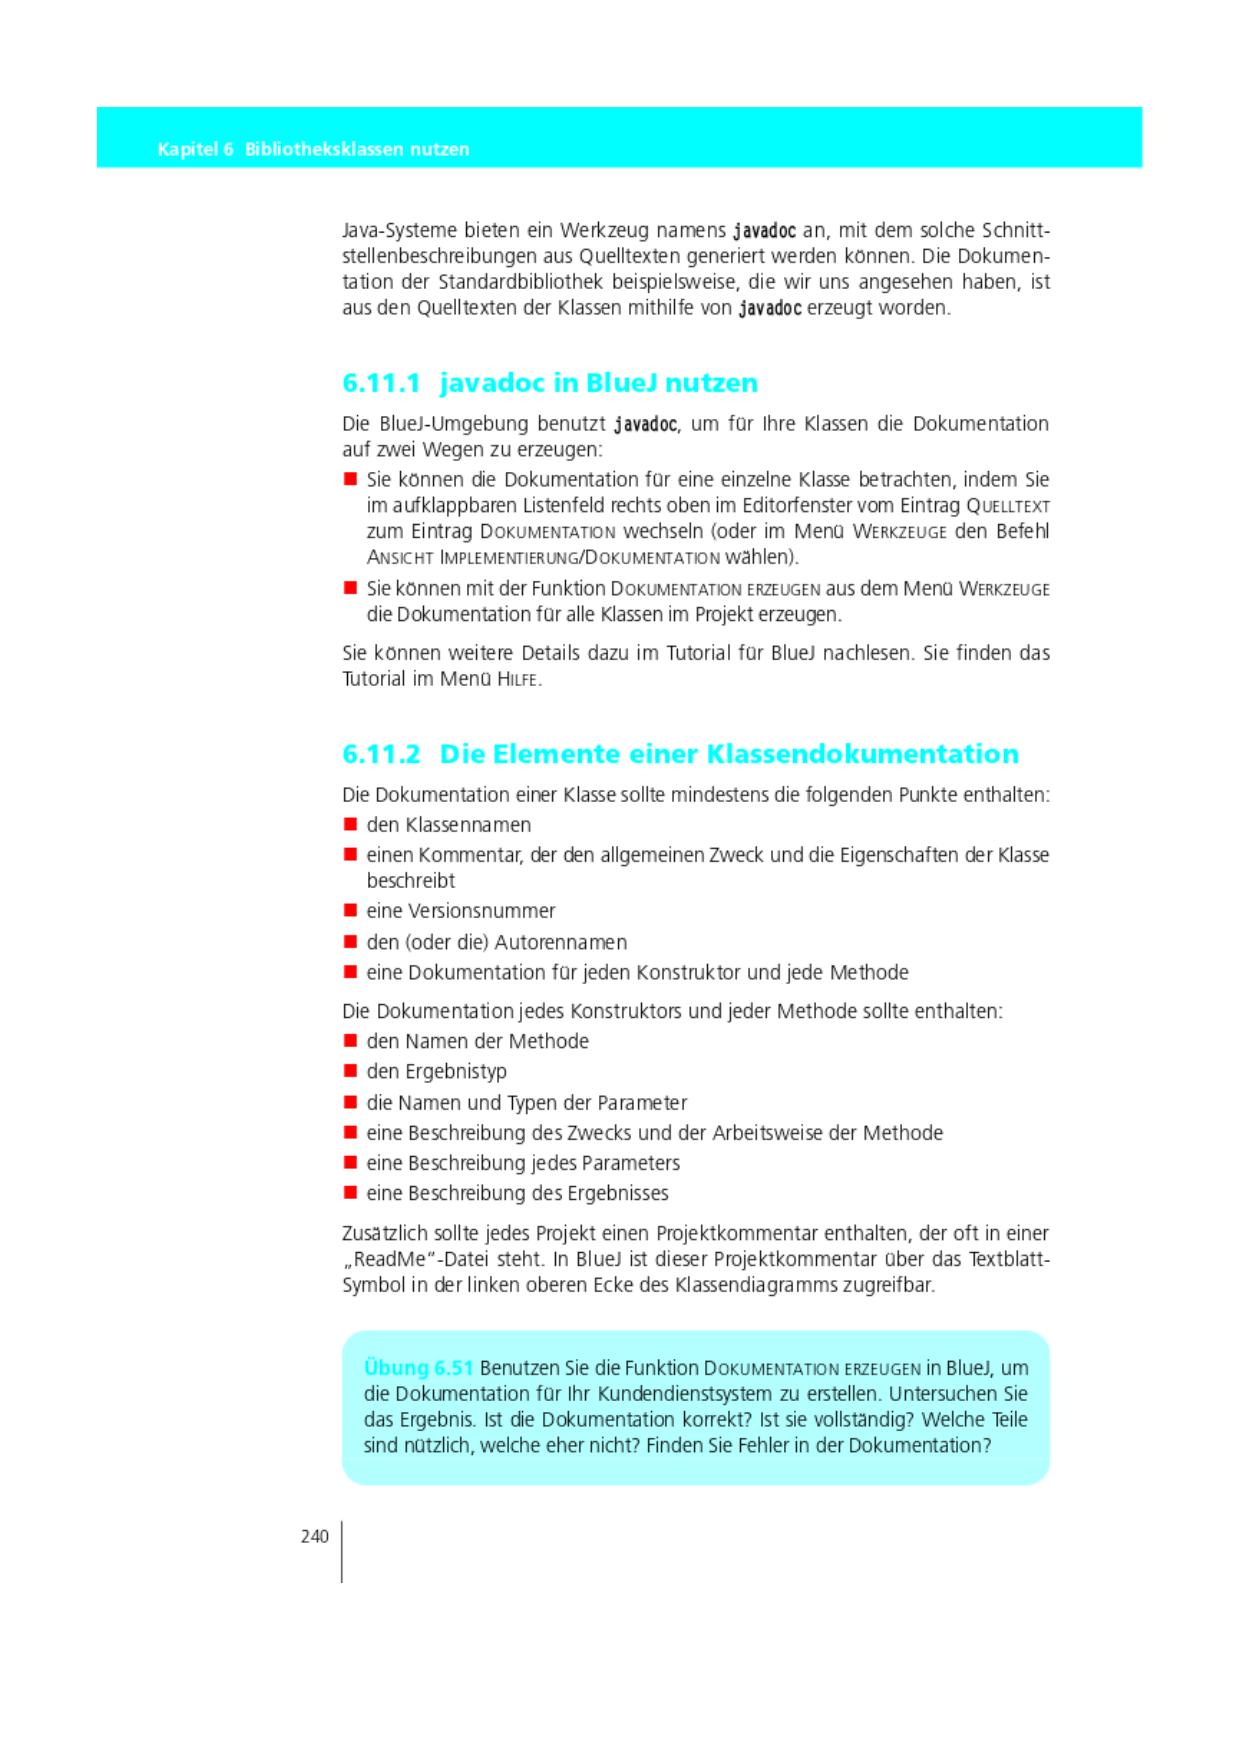 Kapitel 6 Bibliotheksklassen nutzen
Java-Systeme bieten ein Werkzeug namens javadoc an, mit dem solche Schnitt-
stellenbeschreibungen aus Quelltexten generiert werden können. Die Dokumen-
tation der Standardbibliothek beispielsweise, die wir uns angesehen haben, ist
aus den Quelltexten der Klassen mithilfe von javadoc erzeugt worden.
6.11.1 javadoc in BlueJ nutzen
Die BlueJ-Umgebung benutzt javadoc, um für Ihre Klassen die Dokumentation
auf zwei Wegen zu erzeugen:
■ Sie können die Dokumentation für eine einzelne Klasse betrachten, indem Sie
im aufklappbaren Listenfeld rechts oben im Editorfenster vom Eintrag QUELLTEXT
zum Eintrag DOKUMENTATION wechseln (oder im Menü WERKZEUGE den Befehl
ANSICHT IMPLEMENTIERUNG/DOKUMENTATION wählen).
■ Sie können mit der Funktion DOKUMENTATION ERZEUGEN aus dem Menü WERKZEUGE
die Dokumentation für alle Klassen im Projekt erzeugen.
Sie können weitere Details dazu im Tutorial für BlueJ nachlesen. Sie finden das
Tutorial im Menü HILFE.
6.11.2 Die Elemente einer Klassendokumentation
Die Dokumentation einer Klasse sollte mindestens die folgenden Punkte enthalten:
■ den Klassennamen
■ einen Kommentar, der den allgemeinen Zweck und die Eigenschaften der Klasse
beschreibt
■ eine Versionsnummer
■ den (oder die) Autorennamen
■ eine Dokumentation für jeden Konstruktor und jede Methode
Die Dokumentation jedes Konstruktors und jeder Methode sollte enthalten:
■ den Namen der Methode
■ den Ergebnistyp
■ die Namen und Typen der Parameter
■ eine Beschreibung des Zwecks und der Arbeitsweise der Methode
■ eine Beschreibung jedes Parameters
■ eine Beschreibung des Ergebnisses
Zusätzlich sollte jedes Projekt einen Projektkommentar enthalten, der oft in einer
„ReadMe“-Datei steht. In BlueJ ist dieser Projektkommentar über das Textblatt-
Symbol in der linken oberen Ecke des Klassendiagramms zugreifbar.
Übung 6.51 Benutzen Sie die Funktion DOKUMENTATION ERZEUGEN in BlueJ, um
die Dokumentation für Ihr Kundendienstsystem zu erstellen. Untersuchen Sie
das Ergebnis. Ist die Dokumentation korrekt? Ist sie vollständig? Welche Teile
sind nützlich, welche eher nicht? Finden Sie Fehler in der Dokumentation?
240